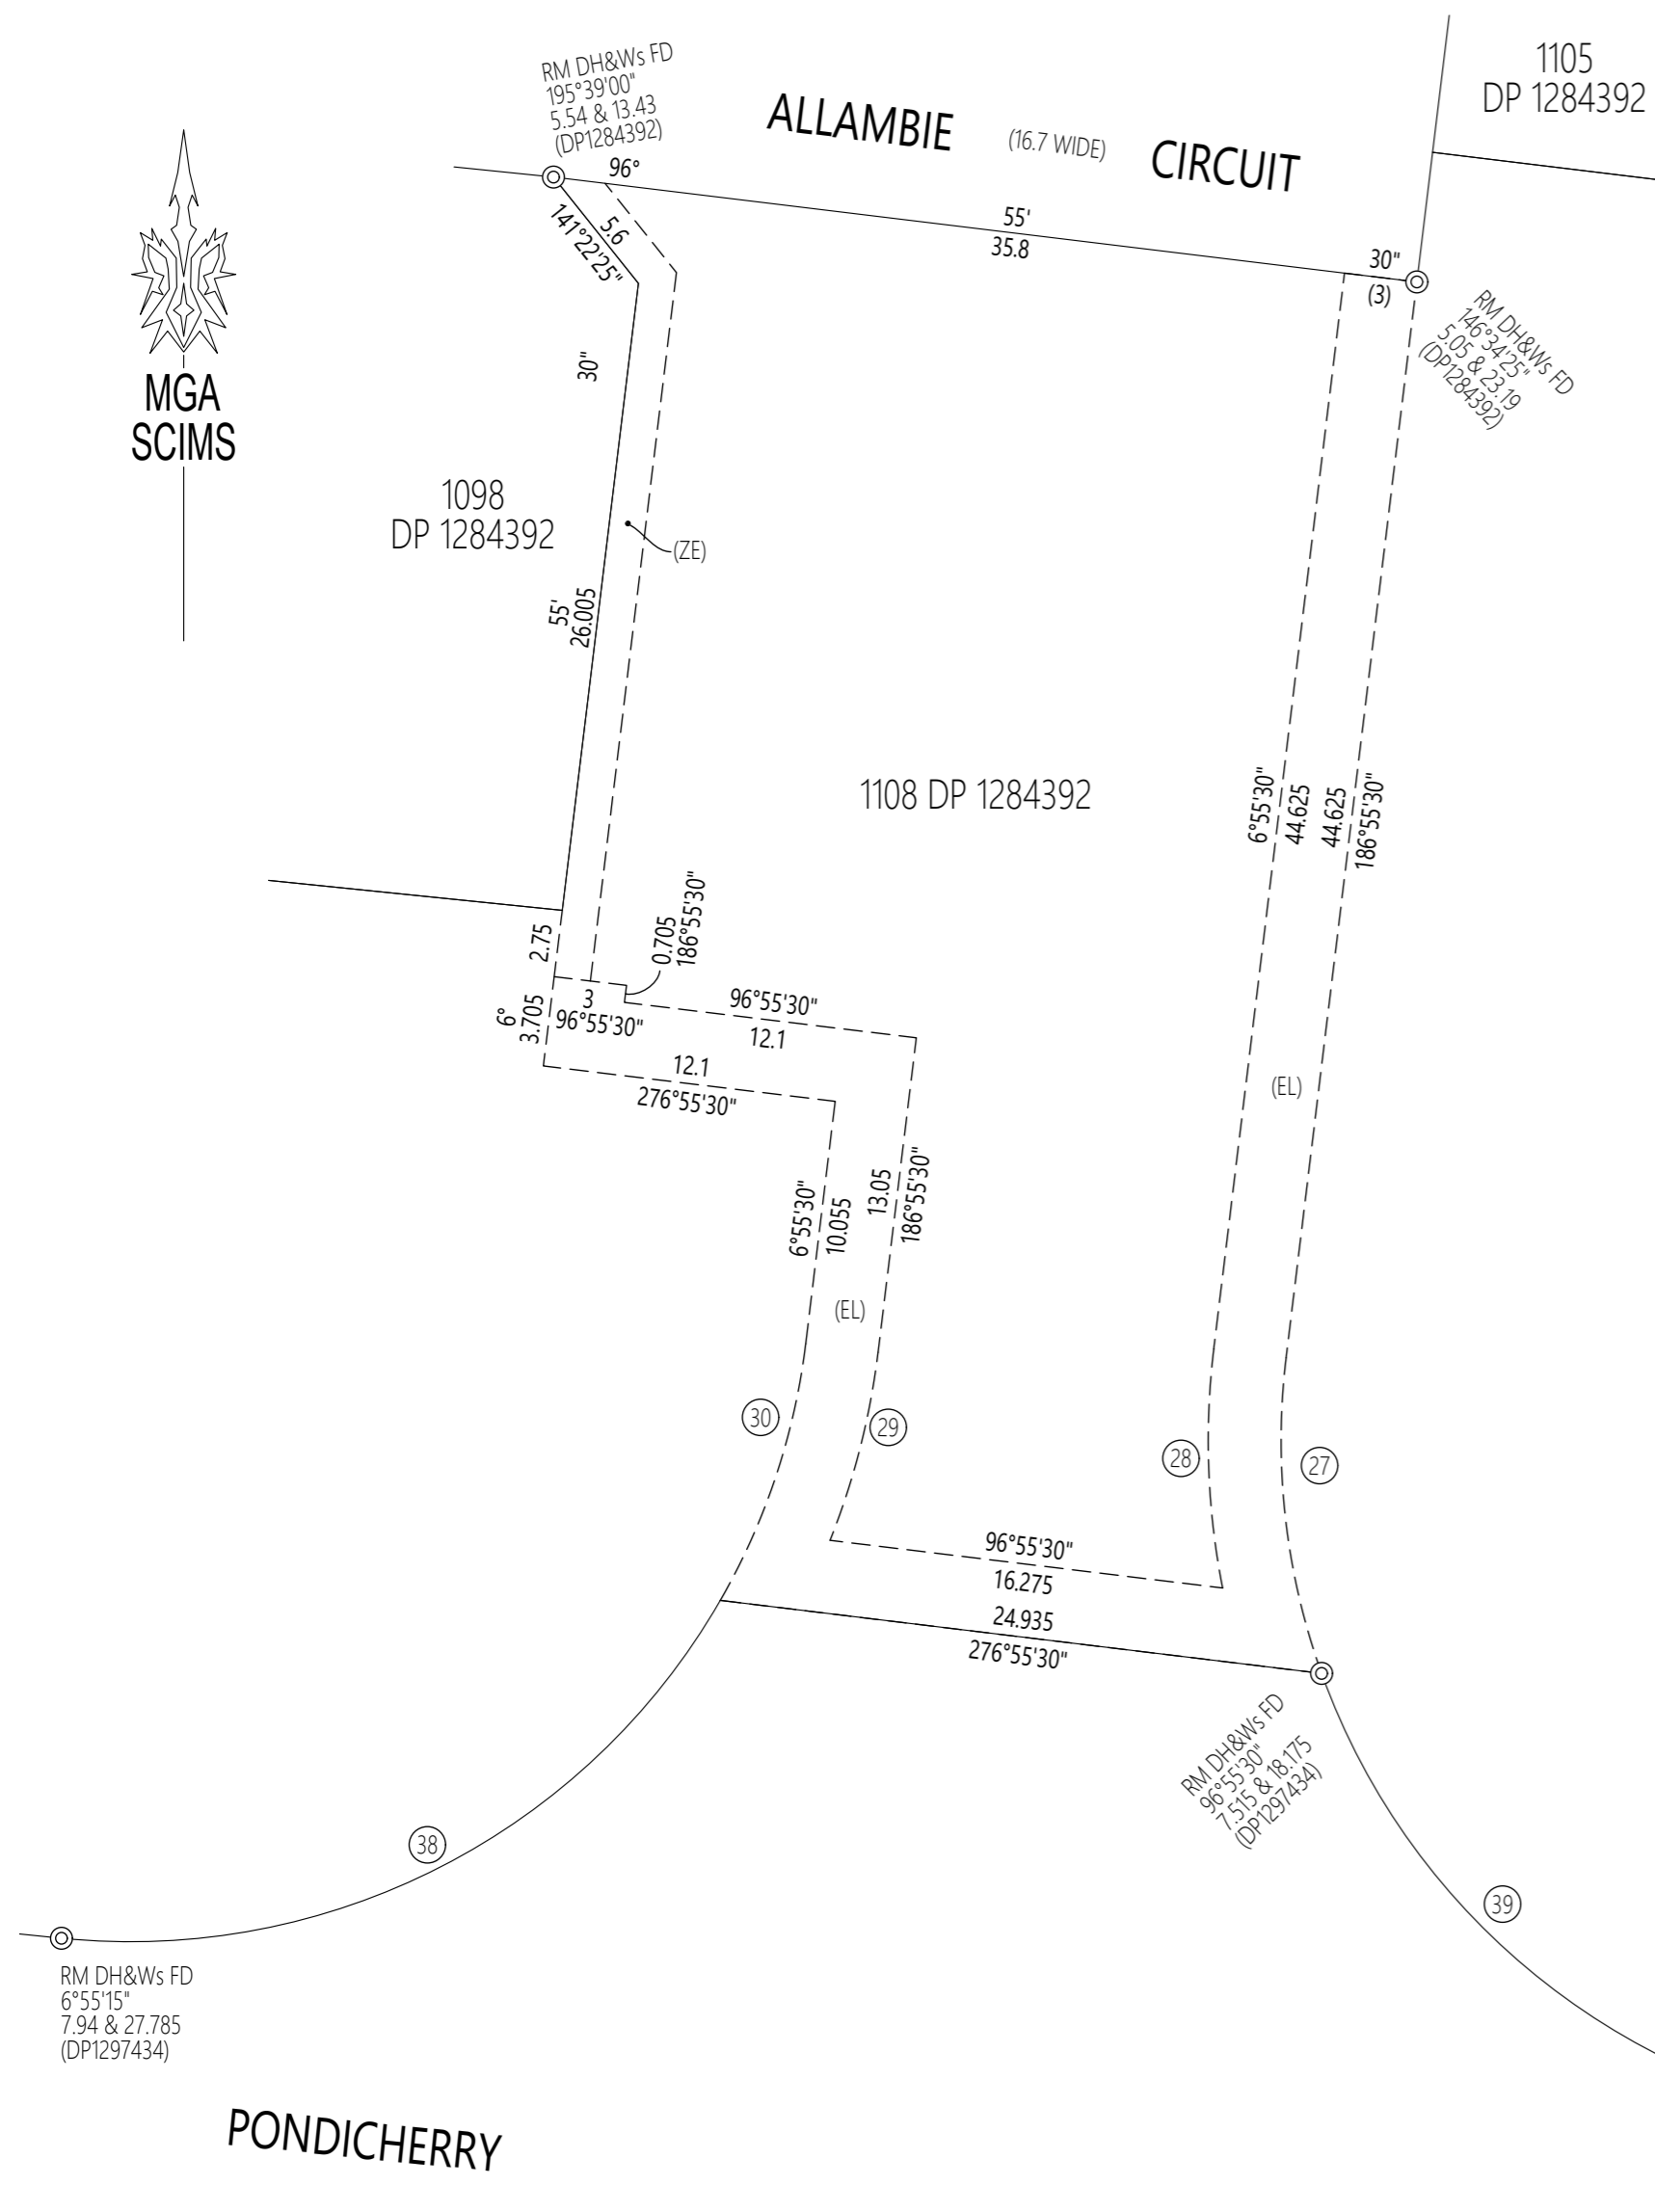 1105
DP 1284392
RM DH&Ws FD
195°39'00"
5.54 & 13.43
(DP1284392)
ALLAMBIE (16.7 WIDE) CIRCUIT
96° 55' 30"
35.8
(3)
141°22'25"
5.6
RM DH&Ws FD
146°34'25"
5.05 & 23.19
(DP1284392)
MGA
SCIMS
30"
1098
DP 1284392
(ZE)
55'
26.005
1108 DP 1284392
6°55'30"
44.625
44.625
186°55'30"
2.75
0.705
186°55'30"
3
96°55'30"
96°55'30"
12.1
6°
3.705
12.1
276°55'30"
(EL)
6°55'30"
10.055
13.05
186°55'30"
(EL)
30
29
28
27
96°55'30"
16.275
24.935
276°55'30"
RM DH&Ws FD
96°55'30"
7.515 & 18.175
(DP1297434)
38
39
RM DH&Ws FD
6°55'15"
7.94 & 27.785
(DP1297434)
PONDICHERRY